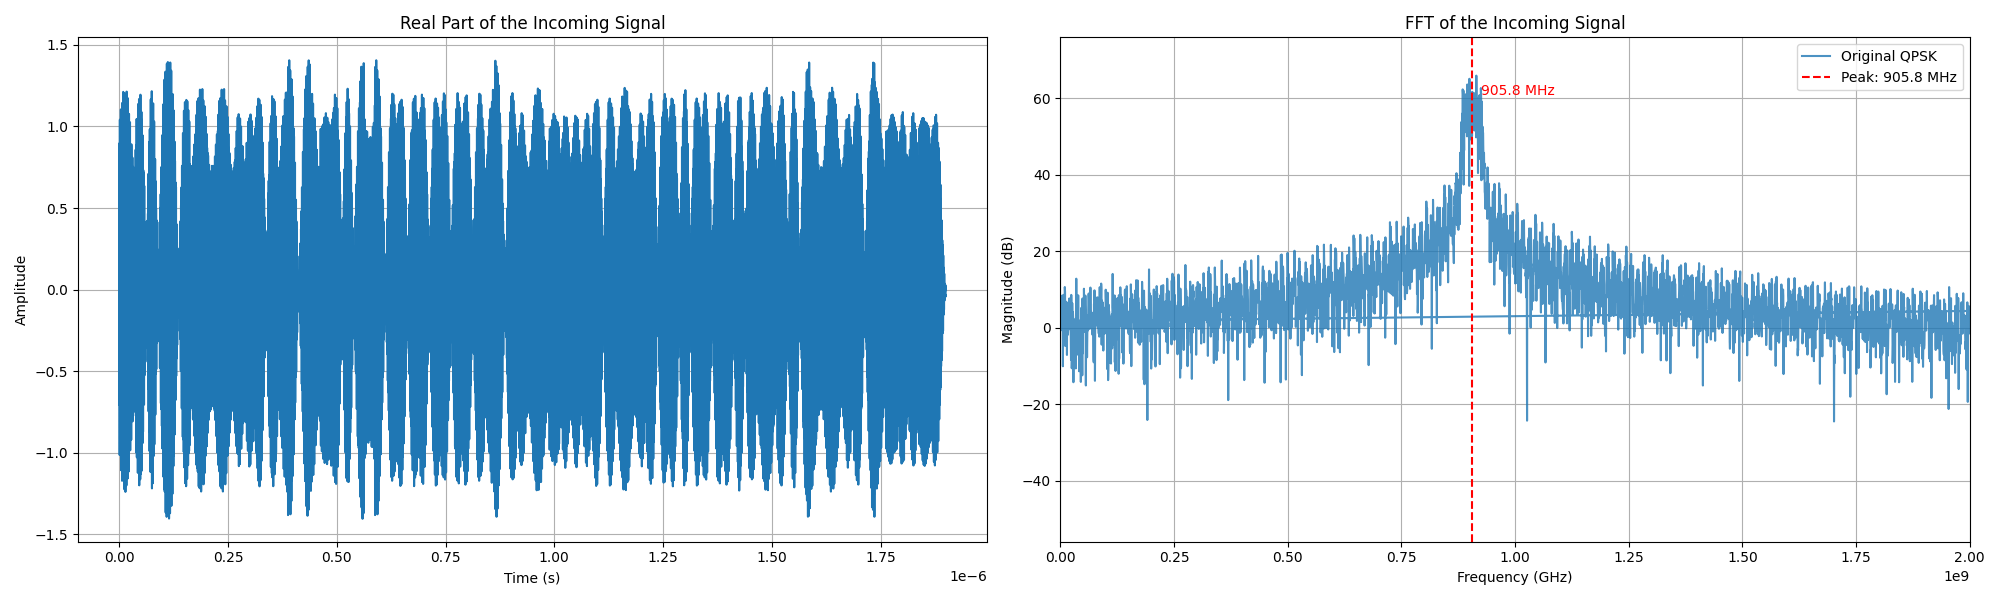 Real Part of the Incoming Signal
1.5
1.0
0.5
0.0
−0.5
−1.0
−1.5
Amplitude
0.00 0.25 0.50 0.75 1.00 1.25 1.50 1.75
1e−6
Time (s)
FFT of the Incoming Signal
Original QPSK
Peak: 905.8 MHz
905.8 MHz
60
40
20
0
−20
−40
Magnitude (dB)
0.00 0.25 0.50 0.75 1.00 1.25 1.50 1.75 2.00
1e9
Frequency (GHz)